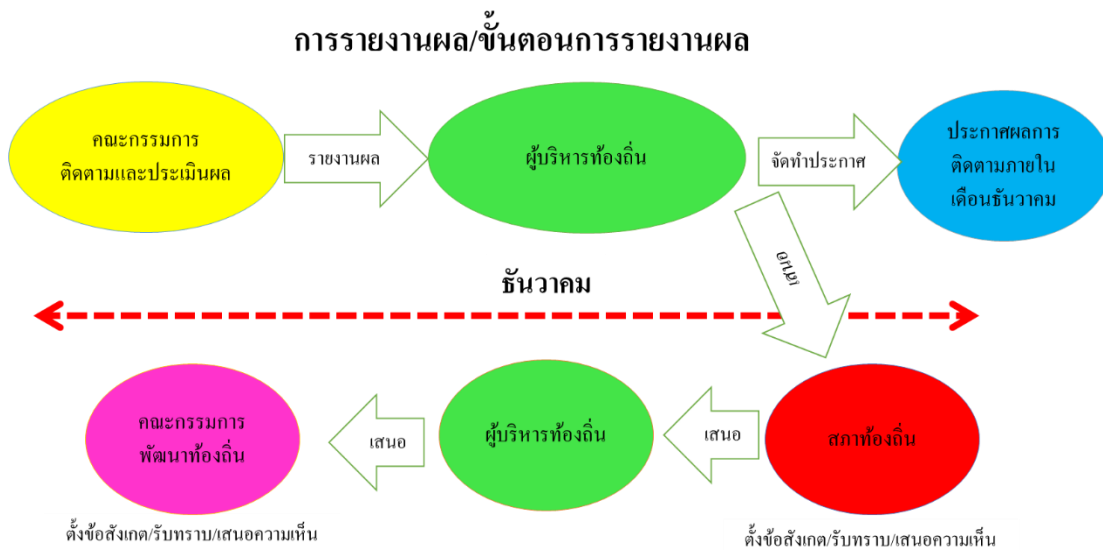 การรายงานผล/ขั้นตอนการรายงานผล
คณะกรรมการ
ติดตามและประเมินผล
รายงานผล
ผู้บริหารท้องถิ่น
จัดทำประกาศ
ประกาศผลการ
ติดตามภายใน
เดือนธันวาคม
เสนอ
ธันวาคม
คณะกรรมการ
พัฒนาท้องถิ่น
เสนอ
ผู้บริหารท้องถิ่น
เสนอ
สภาท้องถิ่น
ตั้งข้อสังเกต/รับทราบ/เสนอความเห็น
ตั้งข้อสังเกต/รับทราบ/เสนอความเห็น